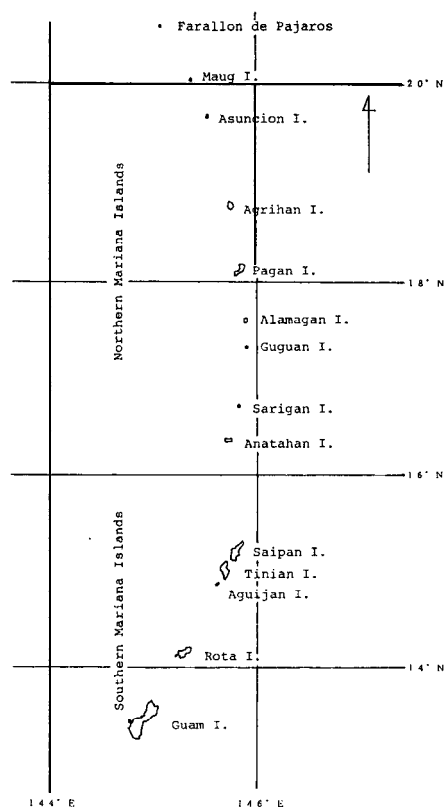 Farallon de Pajaros
Maug I.
20° N
Asuncion I.
Agrihan I.
Northern Mariana Islands
Pagan I.
18° N
Alamagan I.
Guguan I.
Sarigan I.
Anatahan I.
16° N
Saipan I.
Tinian I.
Aguijan I.
Southern Mariana Islands
Rota I.
14° N
Guam I.
144° E
146° E